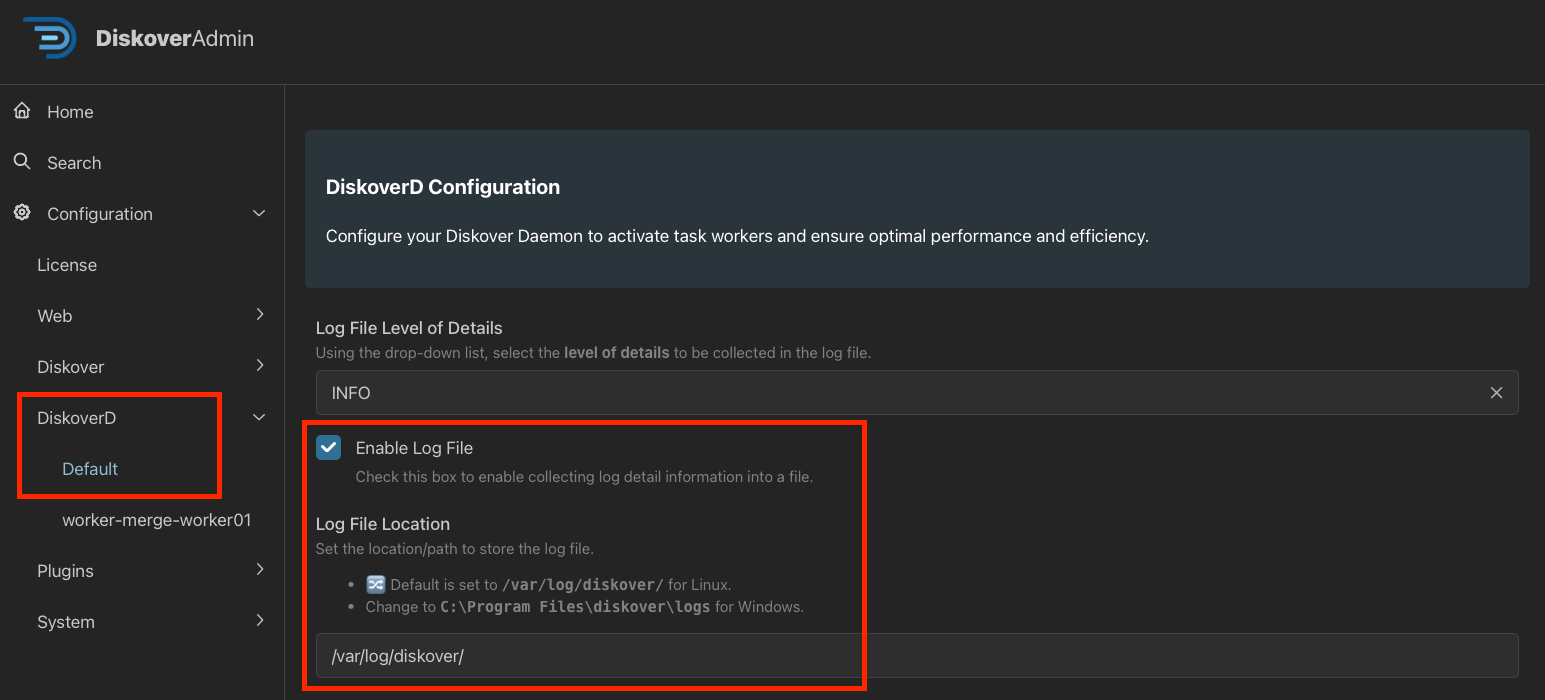 DiskoverAdmin
Home
Search
Configuration
License
Web
Diskover
DiskoverD
Default
worker-merge-worker01
Plugins
System
DiskoverD Configuration
Configure your Diskover Daemon to activate task workers and ensure optimal performance and efficiency.
Log File Level of Details
Using the drop-down list, select the level of details to be collected in the log file.
INFO
Enable Log File
Check this box to enable collecting log detail information into a file.
Log File Location
Set the location/path to store the log file.
• 🔀 Default is set to /var/log/diskover/ for Linux.
• Change to C:\Program Files\diskover\logs for Windows.
/var/log/diskover/